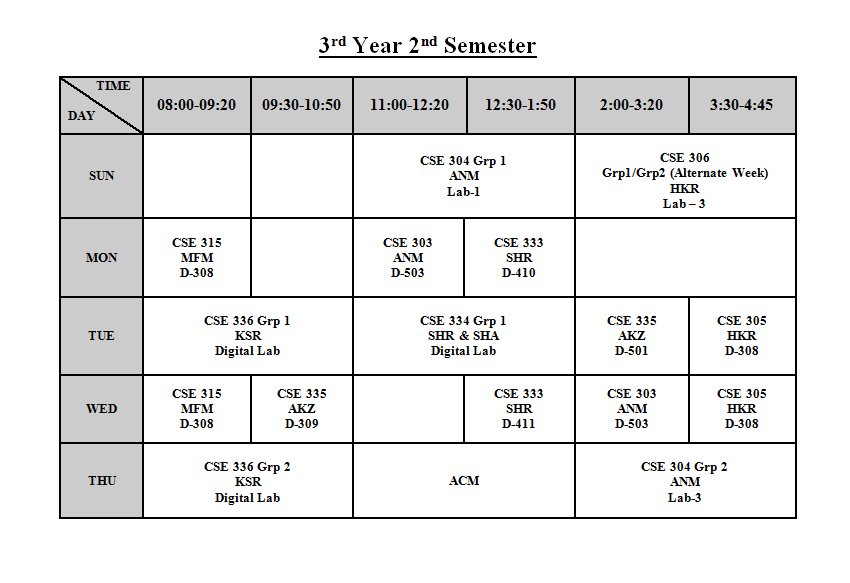 3rd Year 2nd Semester
TIME
DAY
08:00-09:20 09:30-10:50 11:00-12:20 12:30-1:50 2:00-3:20 3:30-4:45
SUN
CSE 304 Grp 1
ANM
Lab-1
CSE 306
Grp1/Grp2 (Alternate Week)
HKR
Lab – 3
MON
CSE 315
MFM
D-308
CSE 303
ANM
D-503
CSE 333
SHR
D-410
TUE
CSE 336 Grp 1
KSR
Digital Lab
CSE 334 Grp 1
SHR & SHA
Digital Lab
CSE 335
AKZ
D-501
CSE 305
HKR
D-308
WED
CSE 315
MFM
D-308
CSE 335
AKZ
D-309
CSE 333
SHR
D-411
CSE 303
ANM
D-503
CSE 305
HKR
D-308
THU
CSE 336 Grp 2
KSR
Digital Lab
ACM
CSE 304 Grp 2
ANM
Lab-3